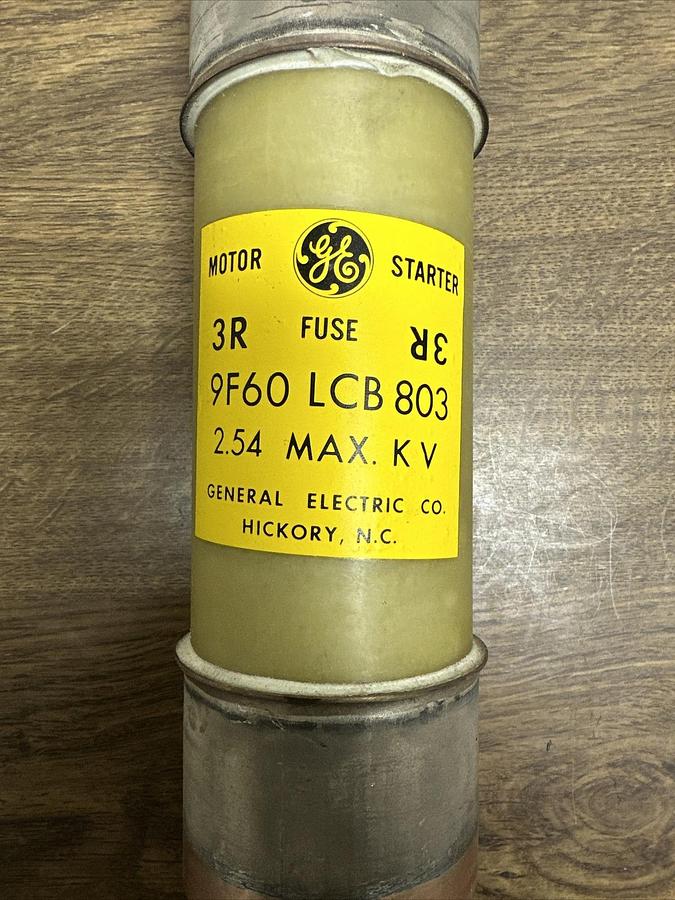 MOTOR GE STARTER
3R FUSE 3R
9F60 LCB 803
2.54 MAX. KV
GENERAL ELECTRIC CO.
HICKORY, N.C.